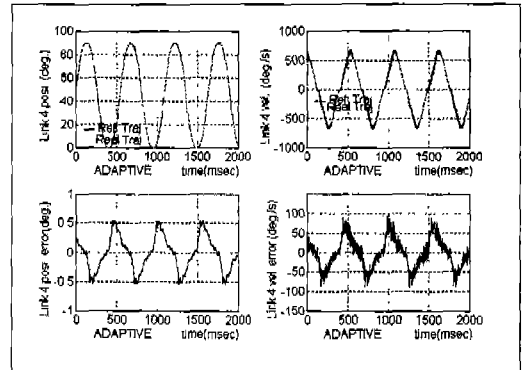 Link 4 posi (deg.)
100
80
60
40
20
0
Ref Traj
Real Traj
0 500 1000 1500 2000
ADAPTIVE time(msec)
Link 4 vel. (deg/s)
1000
500
0
-500
-1000
Ref Traj
Real Traj
0 500 1000 1500 2000
ADAPTIVE time(msec)
Link 4 posi error(deg.)
1
0.5
0
-0.5
-1
0 500 1000 1500 2000
ADAPTIVE time(msec)
Link 4 vel error (deg/s)
100
50
0
-50
-100
-150
0 500 1000 1500 2000
ADAPTIVE time(msec)